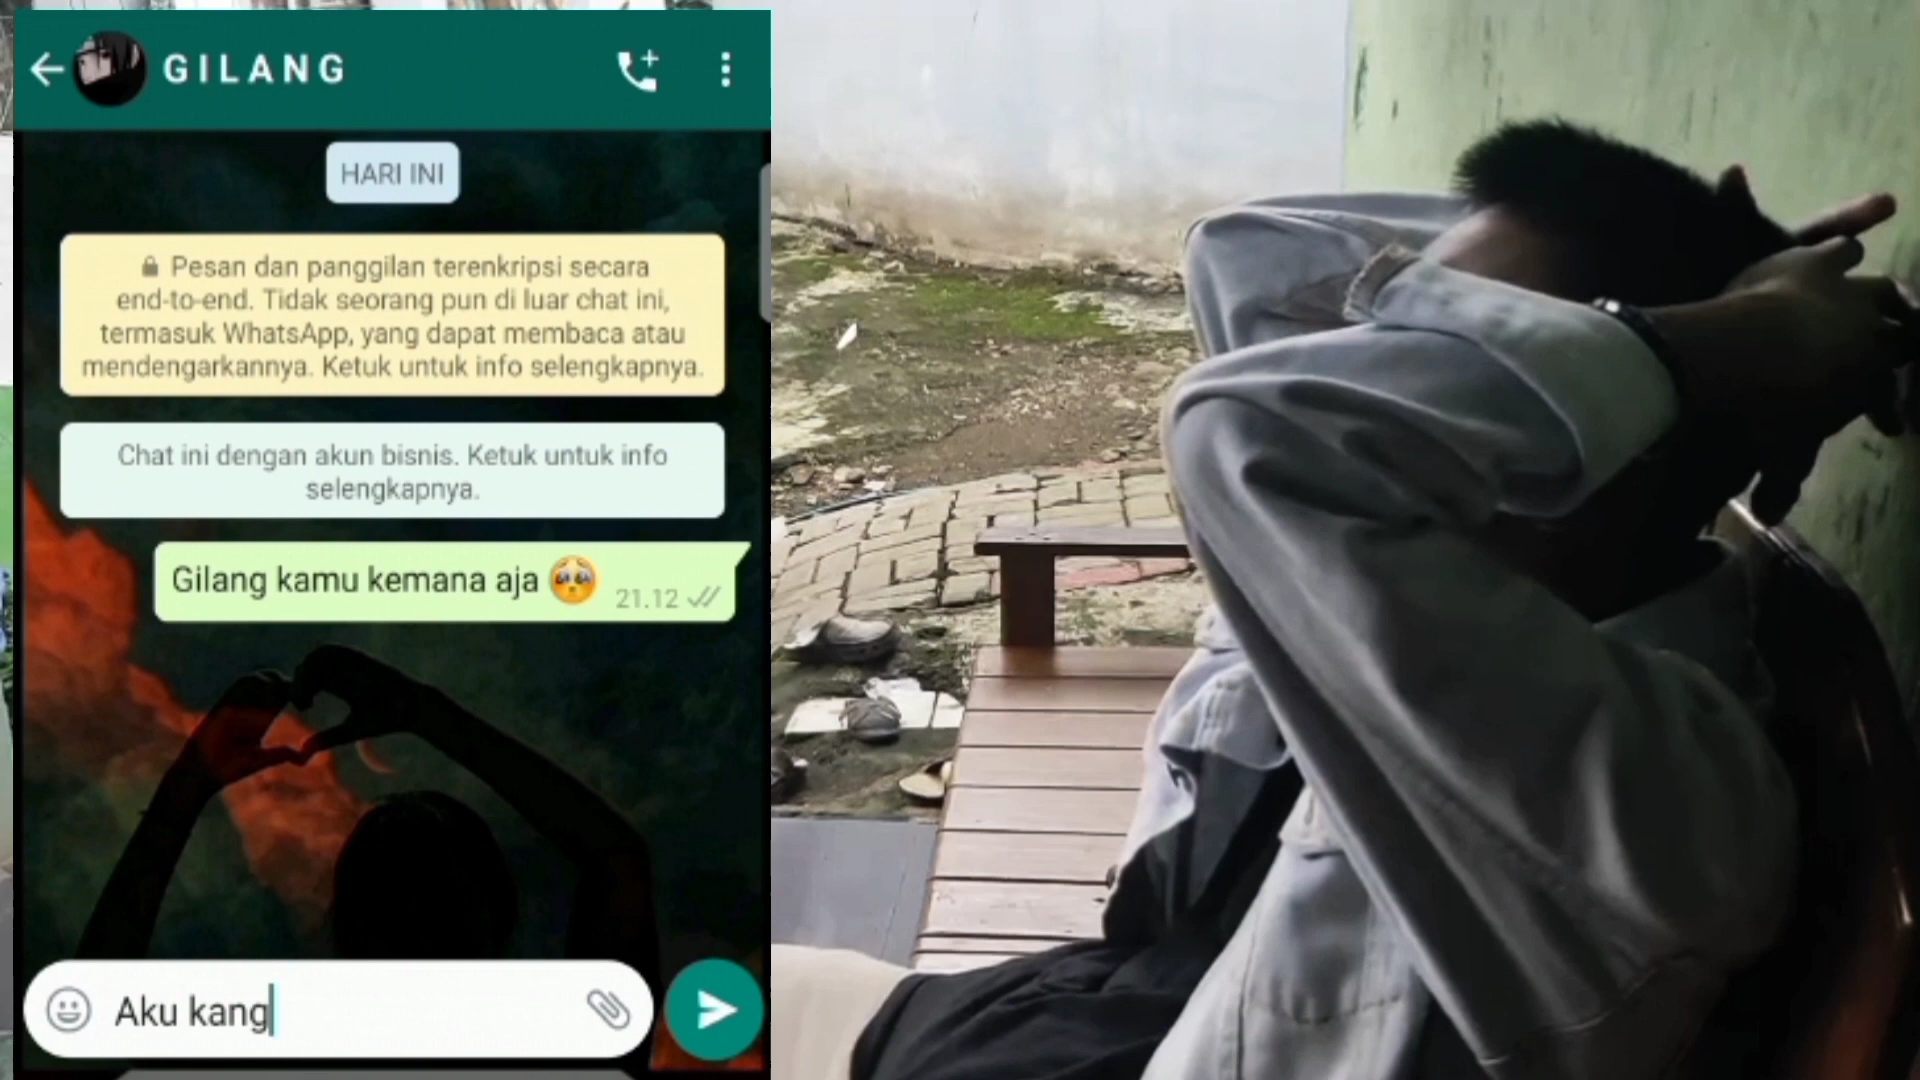 GILANG
HARI INI
Pesan dan panggilan terenkripsi secara
end-to-end. Tidak seorang pun di luar chat ini,
termasuk WhatsApp, yang dapat membaca atau
mendengarkannya. Ketuk untuk info selengkapnya.
Chat ini dengan akun bisnis. Ketuk untuk info
selengkapnya.
Gilang kamu kemana aja 🥺
21.12
Aku kang